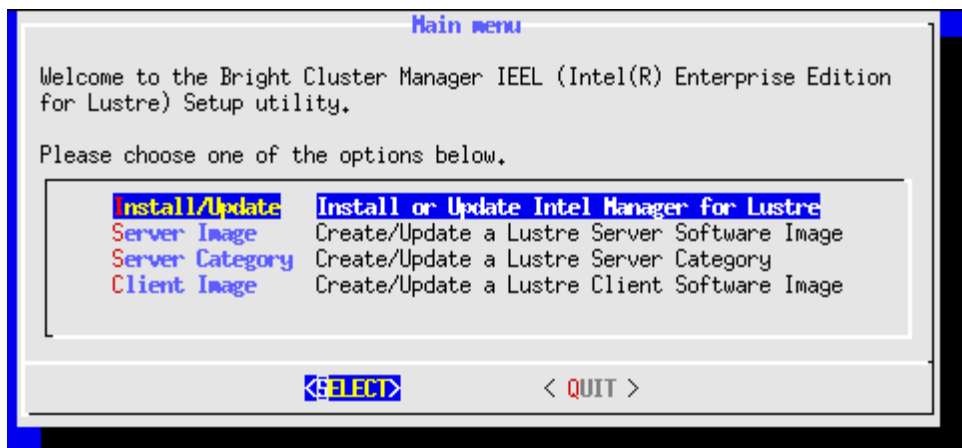 Main menu
Welcome to the Bright Cluster Manager IEEL (Intel(R) Enterprise Edition
for Lustre) Setup utility.
Please choose one of the options below.
Install/Update Install or Update Intel Manager for Lustre
Server Image Create/Update a Lustre Server Software Image
Server Category Create/Update a Lustre Server Category
Client Image Create/Update a Lustre Client Software Image
<SELECT> < QUIT >